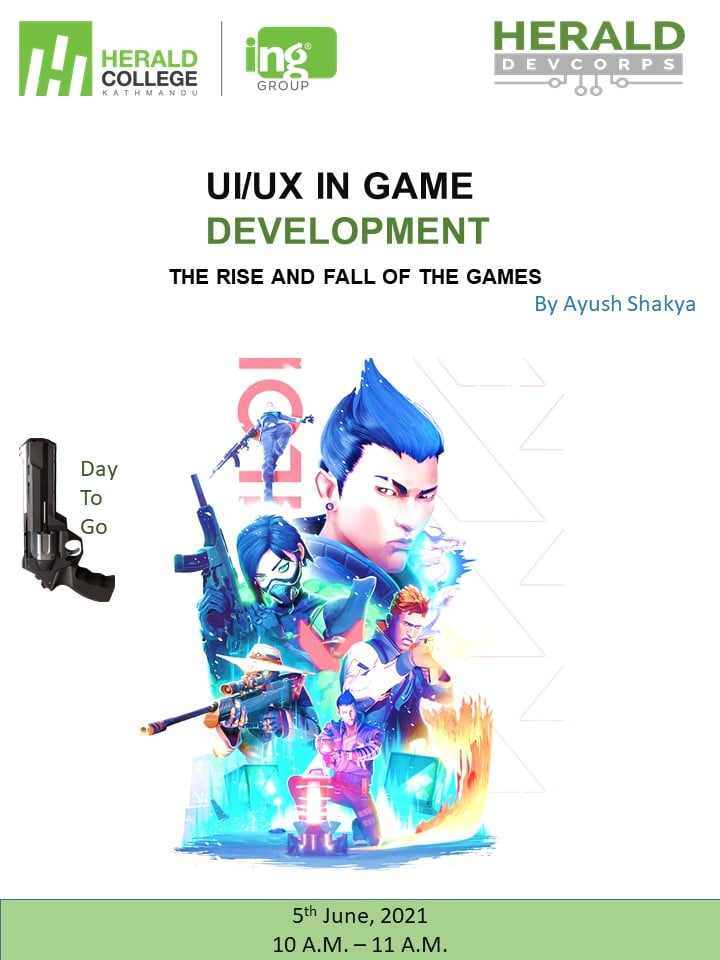 HERALD
COLLEGE
KATHMANDU
ing®
GROUP
HERALD
DEVCORPS
UI/UX IN GAME
DEVELOPMENT
THE RISE AND FALL OF THE GAMES
By Ayush Shakya
Day
To
Go
5th June, 2021
10 A.M. – 11 A.M.